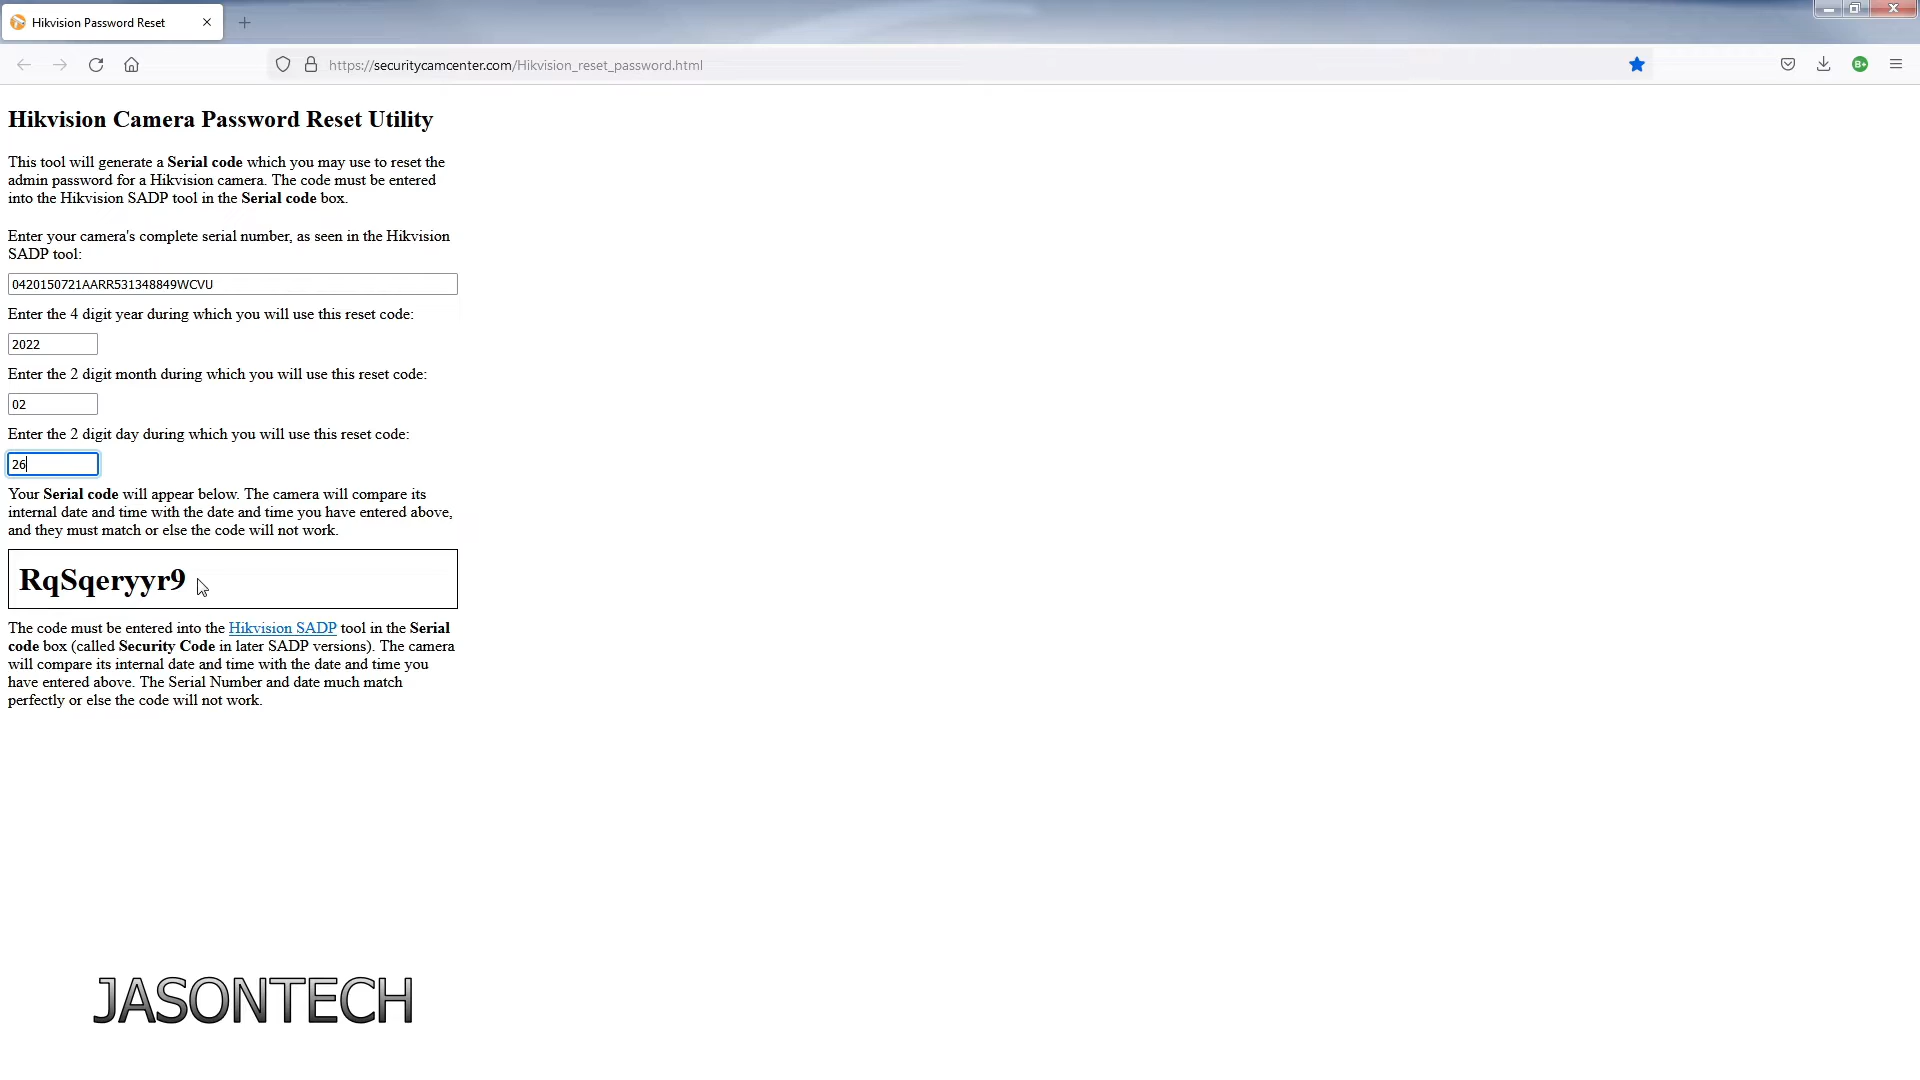 Hikvision Password Reset
https://securitycamcenter.com/Hikvision_reset_password.html
Hikvision Camera Password Reset Utility
This tool will generate a Serial code which you may use to reset the
admin password for a Hikvision camera. The code must be entered
into the Hikvision SADP tool in the Serial code box.
Enter your camera's complete serial number, as seen in the Hikvision
SADP tool:
0420150721AARR531348849WCVU
Enter the 4 digit year during which you will use this reset code:
2022
Enter the 2 digit month during which you will use this reset code:
02
Enter the 2 digit day during which you will use this reset code:
26
Your Serial code will appear below. The camera will compare its
internal date and time with the date and time you have entered above,
and they must match or else the code will not work.
RqSqeryyr9
The code must be entered into the Hikvision SADP tool in the Serial
code box (called Security Code in later SADP versions). The camera
will compare its internal date and time with the date and time you
have entered above. The Serial Number and date much match
perfectly or else the code will not work.
JASONTECH